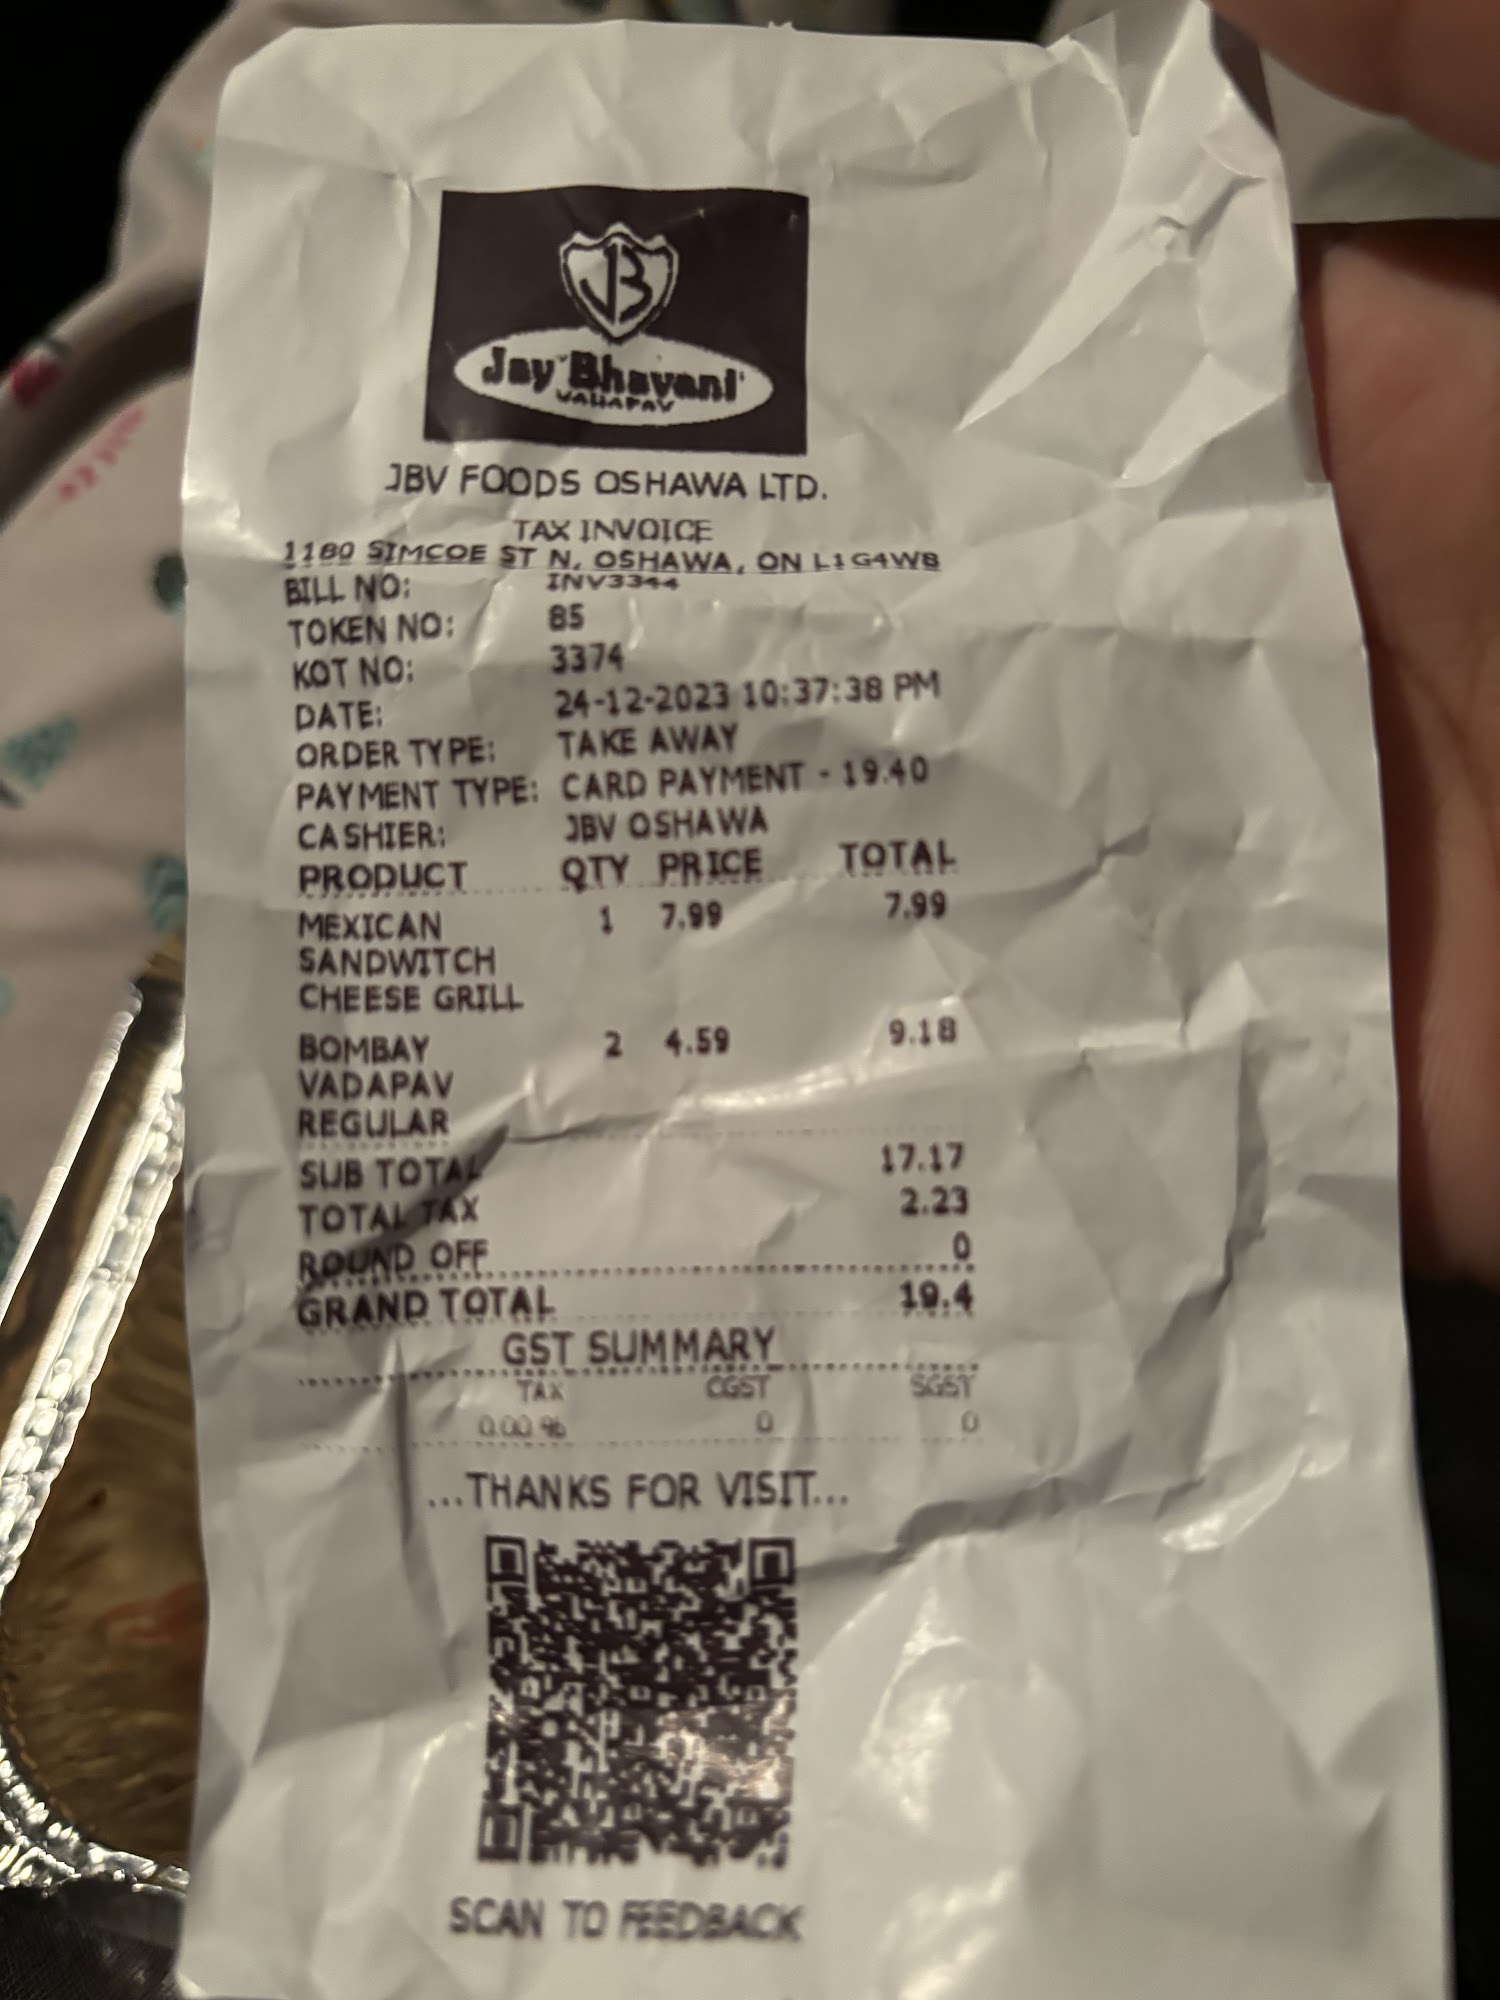 JB
Jay Bhavani
VADAPAV
JBV FOODS OSHAWA LTD.
TAX INVOICE
1180 SIMCOE ST N, OSHAWA, ON L1G4W8
BILL NO: INV3344
TOKEN NO: 85
KOT NO: 3374
DATE: 24-12-2023 10:37:38 PM
ORDER TYPE: TAKE AWAY
PAYMENT TYPE: CARD PAYMENT - 19.40
CASHIER: JBV OSHAWA
PRODUCT QTY PRICE TOTAL
MEXICAN 1 7.99 7.99
SANDWITCH
CHEESE GRILL
BOMBAY 2 4.59 9.18
VADAPAV
REGULAR
SUB TOTAL 17.17
TOTAL TAX 2.23
ROUND OFF 0
GRAND TOTAL 19.4
GST SUMMARY
TAX CGST SGST
0.00 % 0 0
...THANKS FOR VISIT...
SCAN TO FEEDBACK